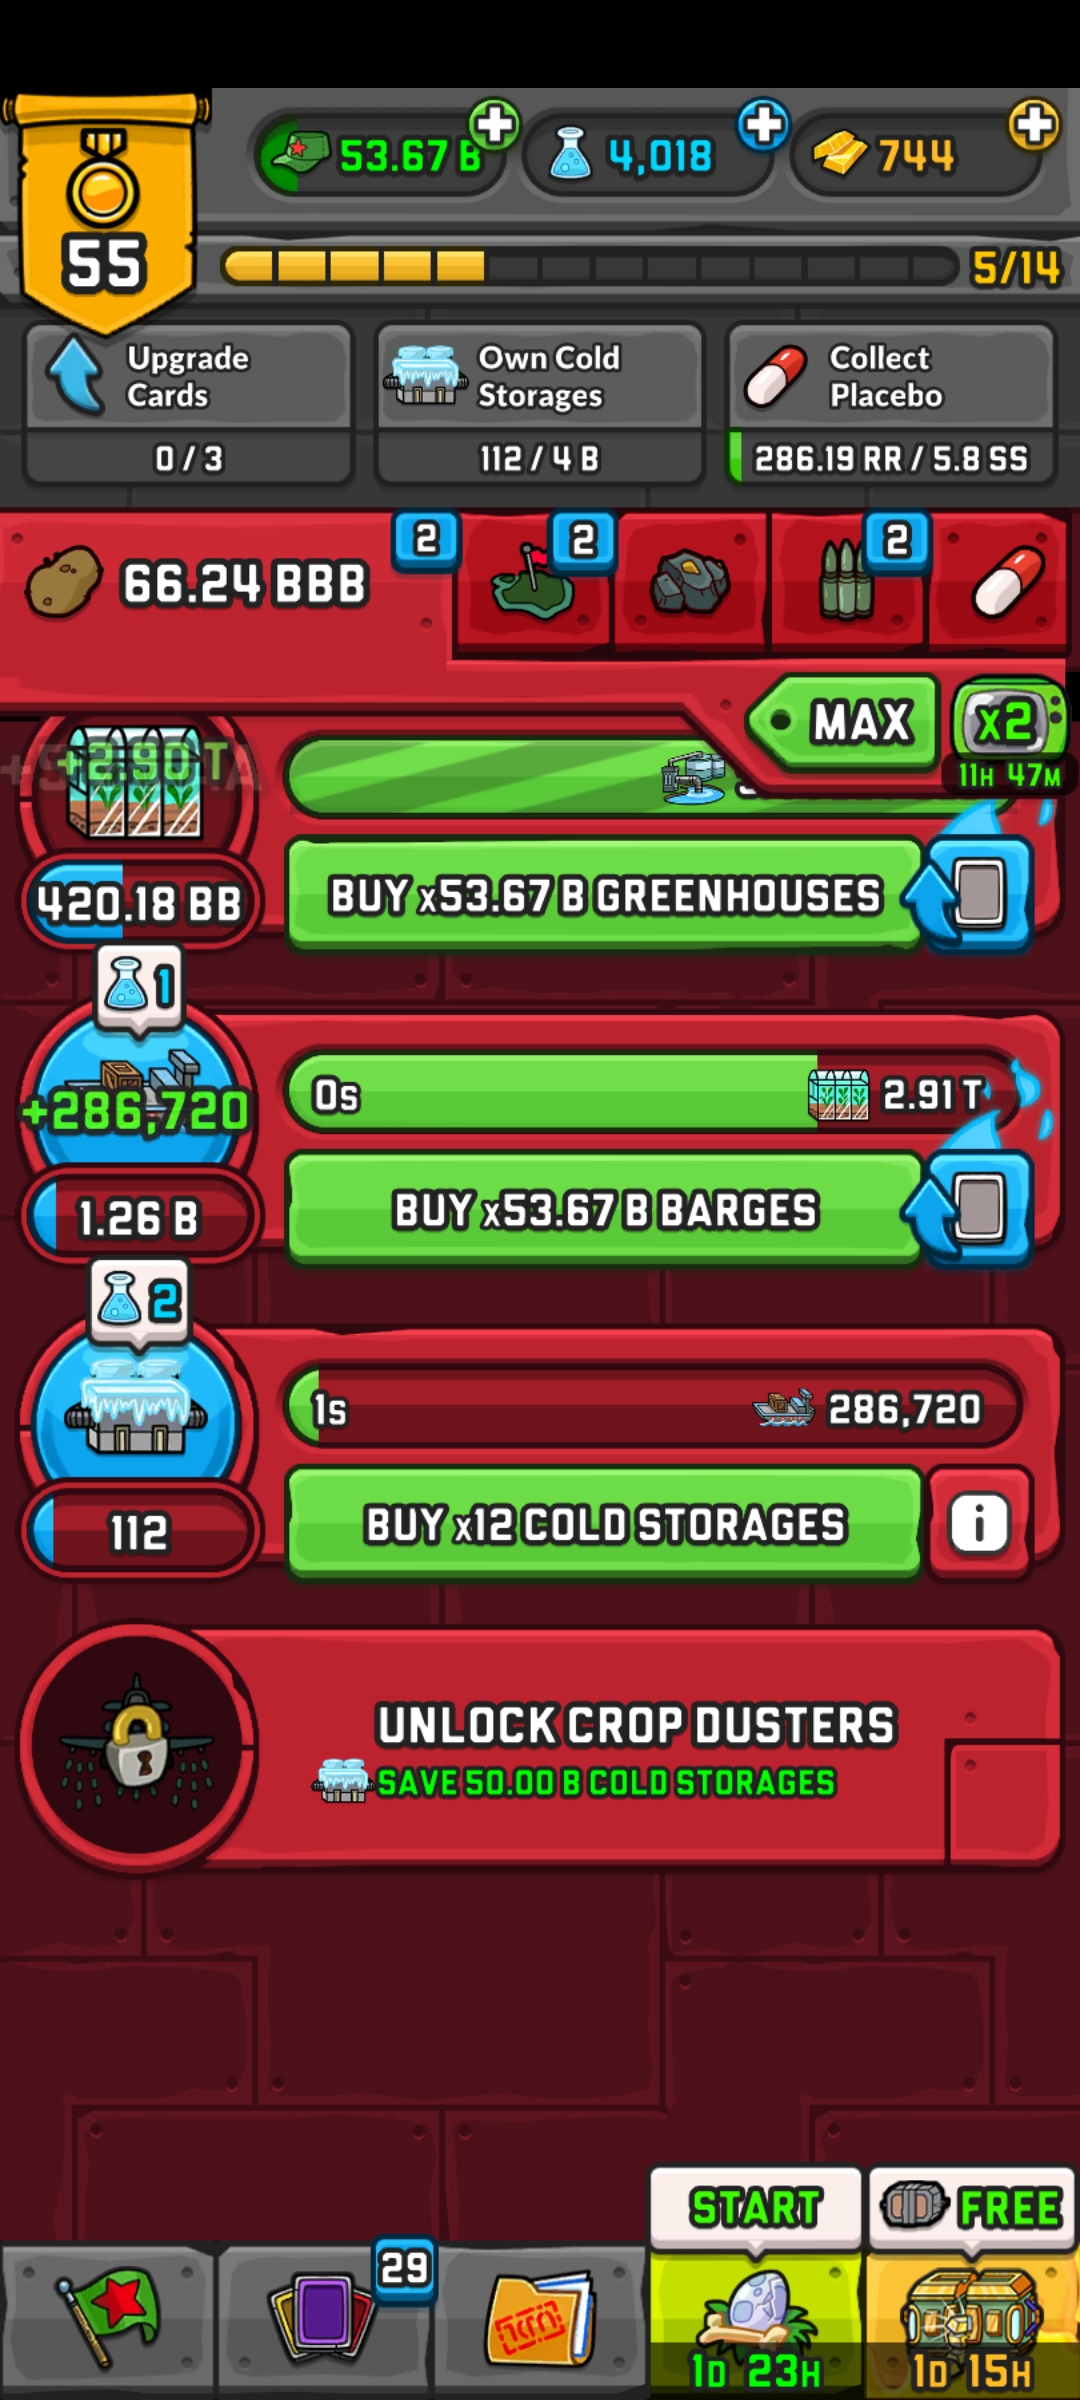 53.67 B
4,018
744
55
5/14
Upgrade
Cards
0 / 3
Own Cold
Storages
112 / 4 B
Collect
Placebo
286.19 RR / 5.8 SS
66.24 BBB
2
2
2
MAX
x2
11H 47M
+2.90 T
420.18 BB
BUY x53.67 B GREENHOUSES
1
+286,720
0s
2.91 T
1.26 B
BUY x53.67 B BARGES
2
1s
286,720
112
BUY x12 COLD STORAGES
i
UNLOCK CROP DUSTERS
SAVE 50.00 B COLD STORAGES
START
FREE
29
1D 23H
1D 15H